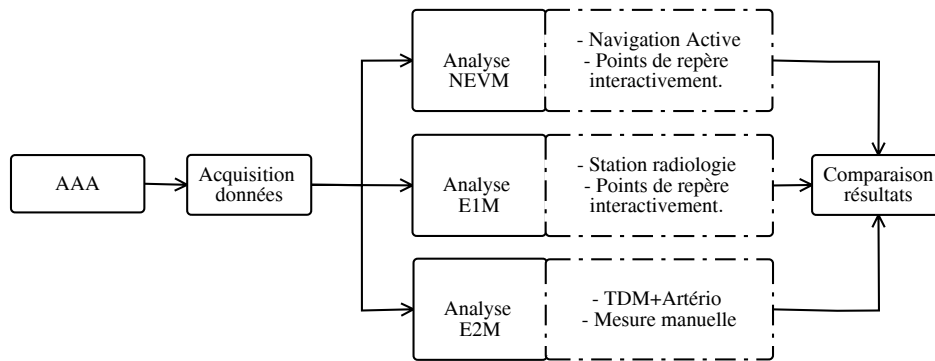 AAA
Acquisition
données
Analyse
NEVM
- Navigation Active
- Points de repère
interactivement.
Analyse
E1M
- Station radiologie
- Points de repère
interactivement.
Analyse
E2M
- TDM+Artério
- Mesure manuelle
Comparaison
résultats